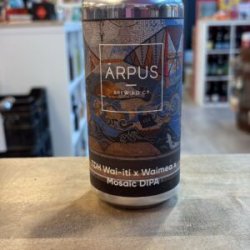 ĀRPUS
BREWING CO
TDH Wai-iti x Waimea x
Mosaic DIPA